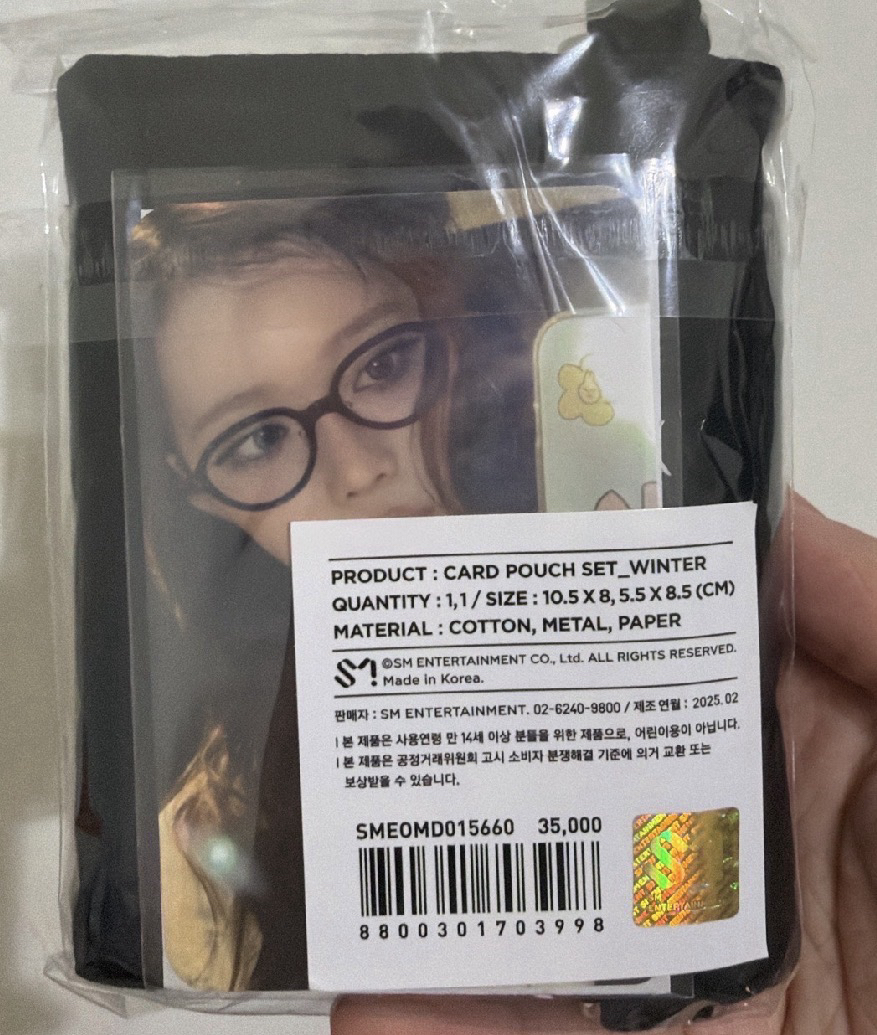 PRODUCT : CARD POUCH SET_WINTER
QUANTITY : 1,1 / SIZE : 10.5 X 8, 5.5 X 8.5 (CM)
MATERIAL : COTTON, METAL, PAPER
SM ©SM ENTERTAINMENT CO., Ltd. ALL RIGHTS RESERVED.
Made in Korea.
판매자 : SM ENTERTAINMENT. 02-6240-9800 / 제조연월 : 2025.02
| 본 제품은 사용연령 만 14세 이상 분들을 위한 제품으로, 어린이용이 아닙니다.
| 본 제품은 공정거래위원회 고시 소비자 분쟁해결 기준에 의거 교환 또는
보상받을 수 있습니다.
SMEOMD015660 35,000
8800301703998